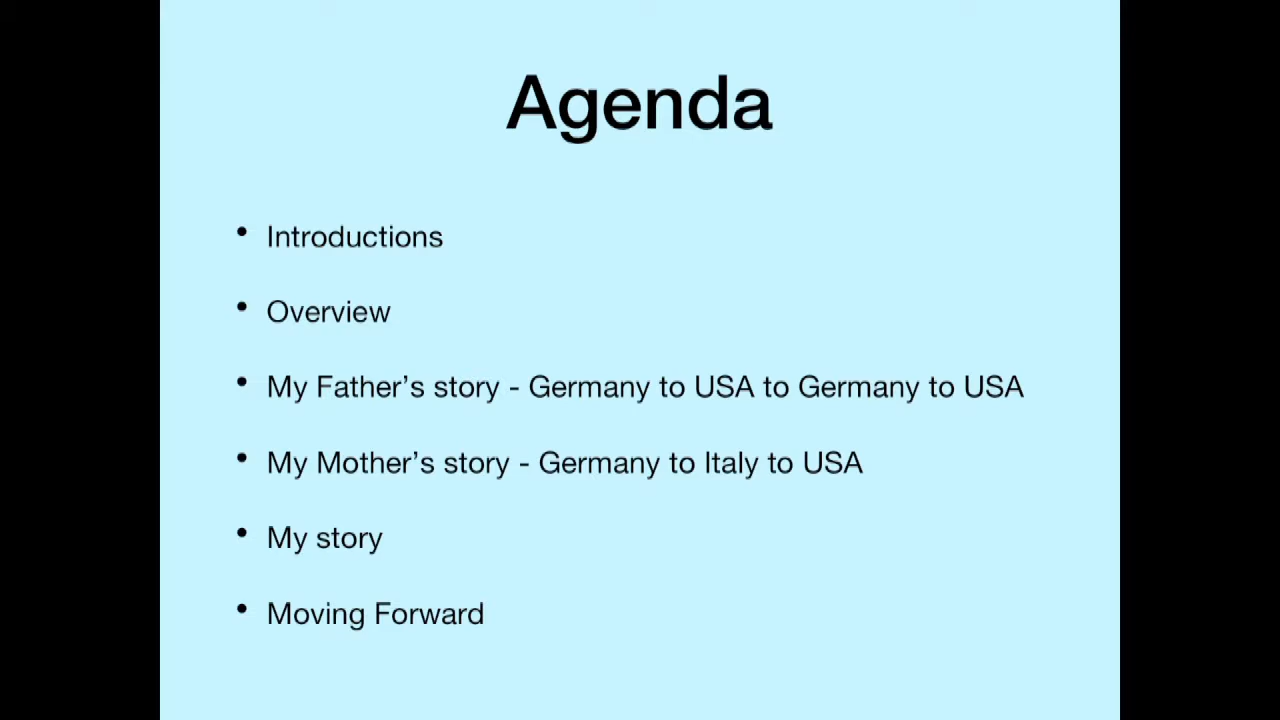 Agenda
• Introductions
• Overview
• My Father’s story - Germany to USA to Germany to USA
• My Mother’s story - Germany to Italy to USA
• My story
• Moving Forward